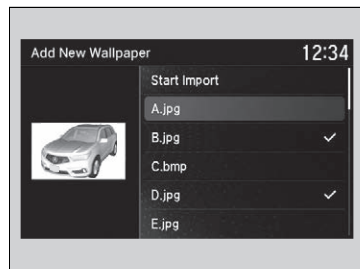 Add New Wallpaper
12:34
Start Import
A.jpg
B.jpg
C.bmp
D.jpg
E.jpg